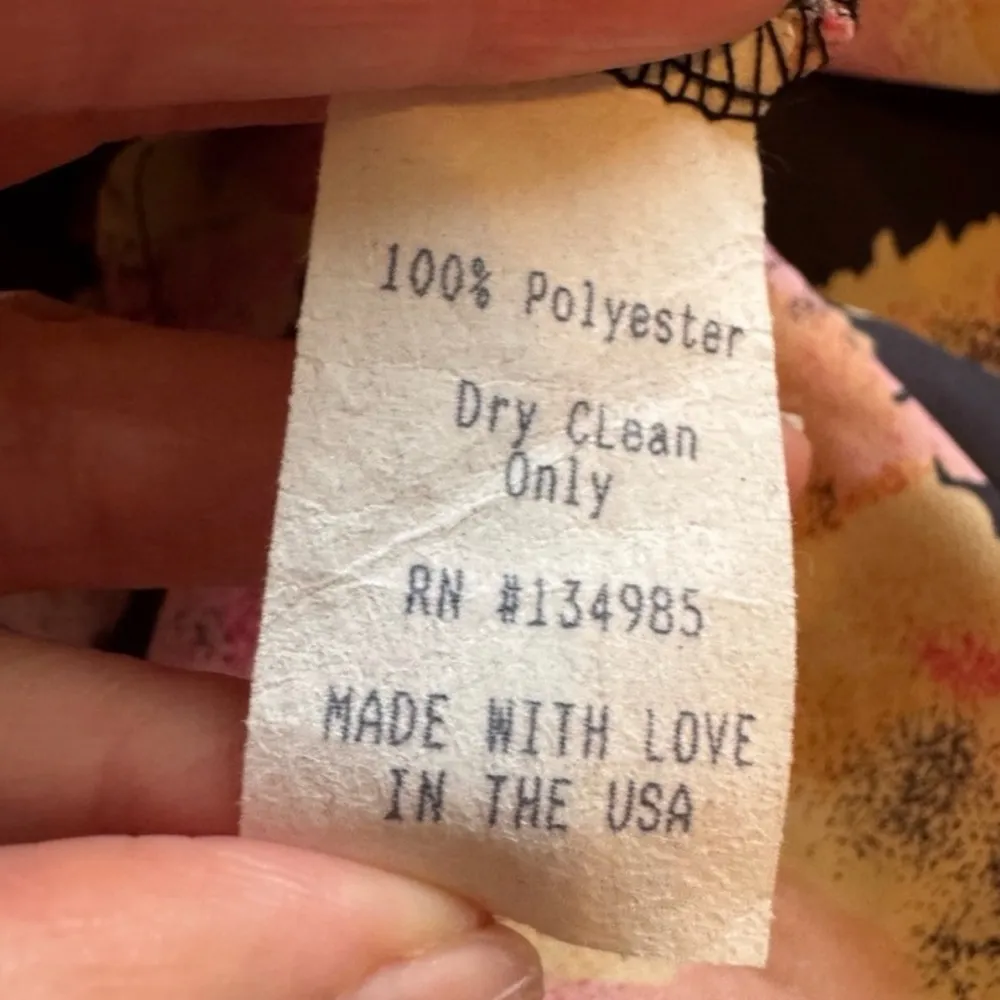 100% Polyester
Dry CLean
Only
RN #134985
MADE WITH LOVE
IN THE USA